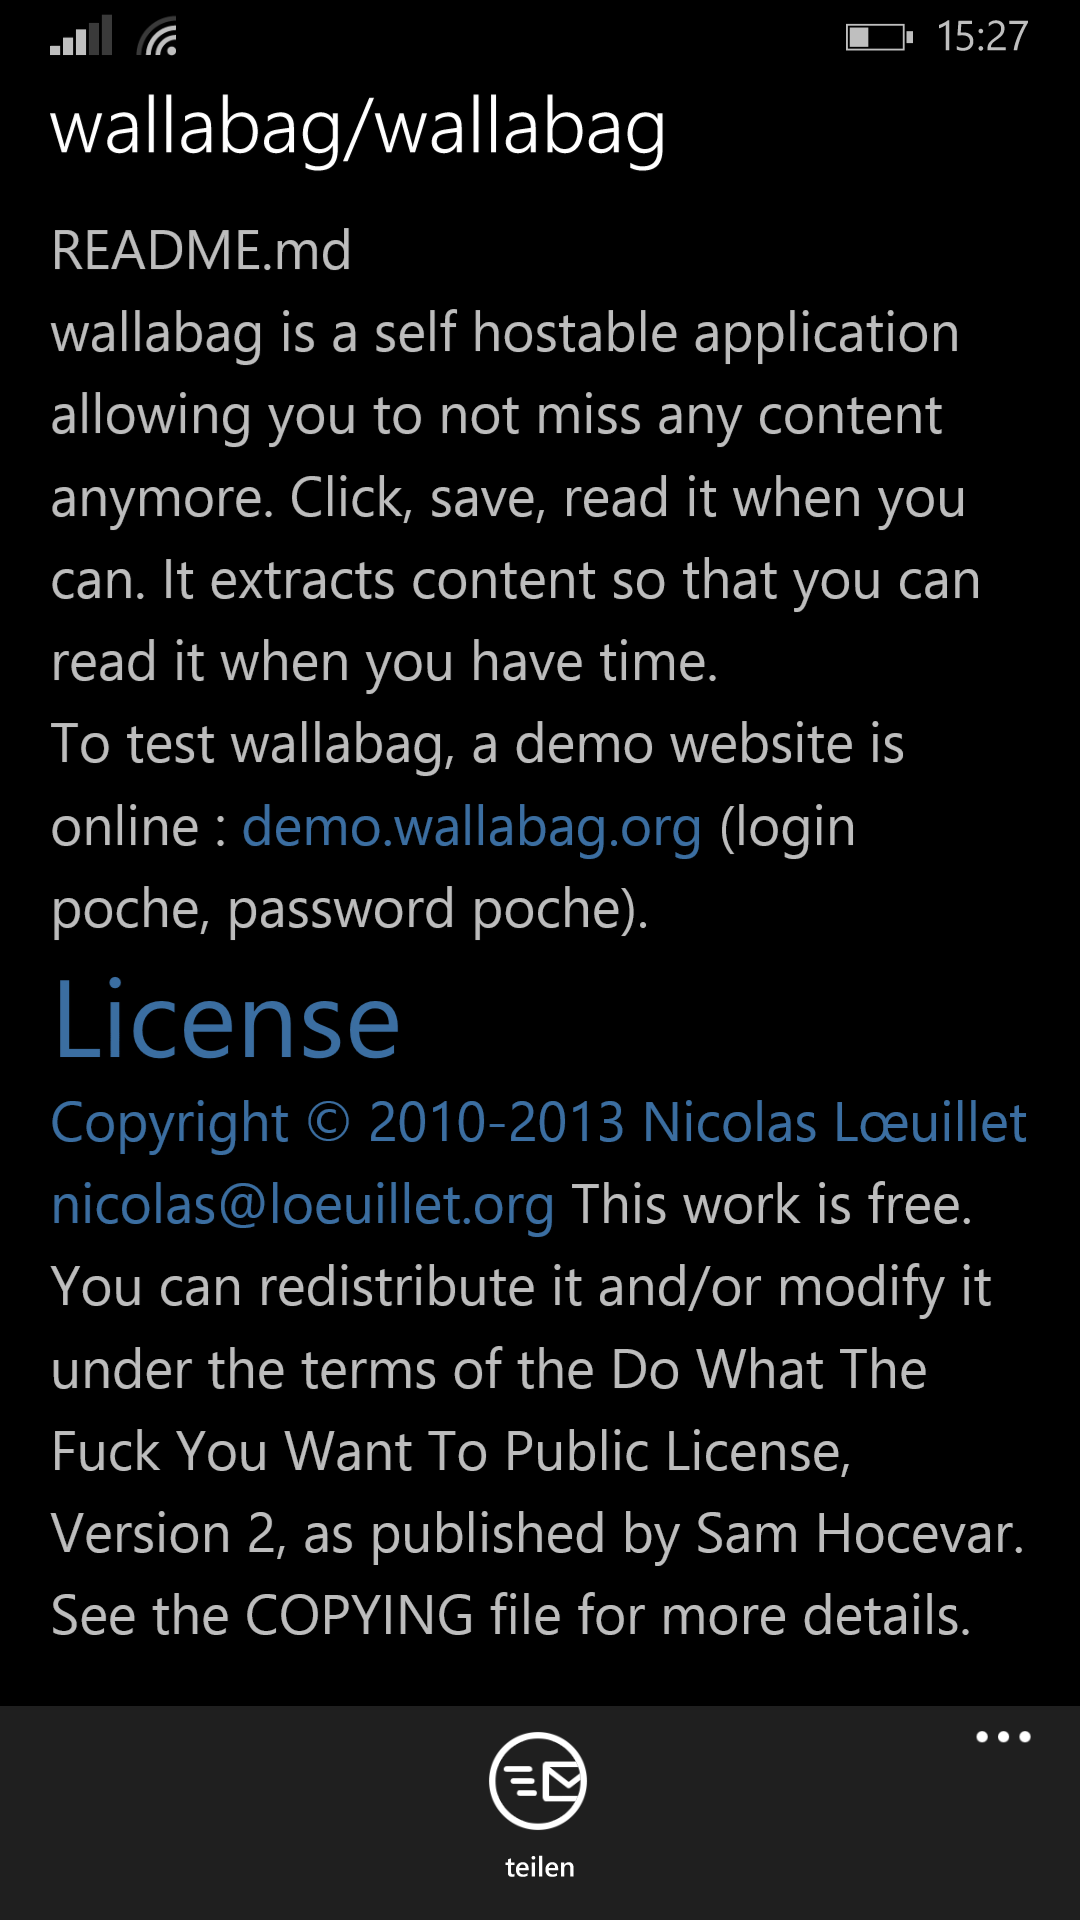 15:27
wallabag/wallabag
README.md
wallabag is a self hostable application
allowing you to not miss any content
anymore. Click, save, read it when you
can. It extracts content so that you can
read it when you have time.
To test wallabag, a demo website is
online : demo.wallabag.org (login
poche, password poche).
License
Copyright © 2010-2013 Nicolas Lœuillet
nicolas@loeuillet.org This work is free.
You can redistribute it and/or modify it
under the terms of the Do What The
Fuck You Want To Public License,
Version 2, as published by Sam Hocevar.
See the COPYING file for more details.
teilen